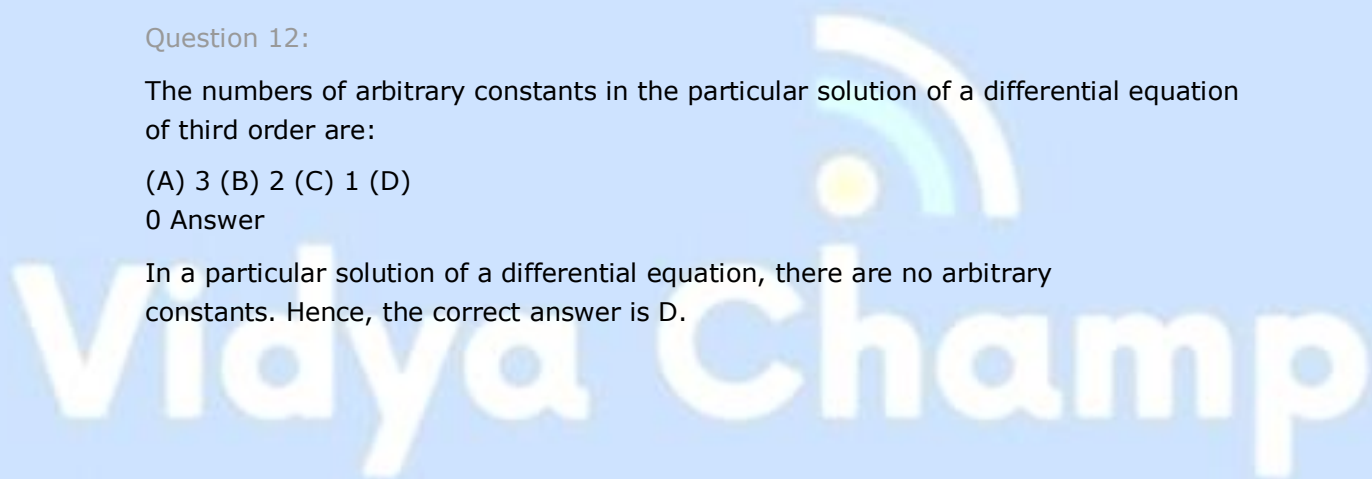 Question 12:
The numbers of arbitrary constants in the particular solution of a differential equation
of third order are:
(A) 3 (B) 2 (C) 1 (D)
0 Answer
In a particular solution of a differential equation, there are no arbitrary
constants. Hence, the correct answer is D.
Vidya Champ